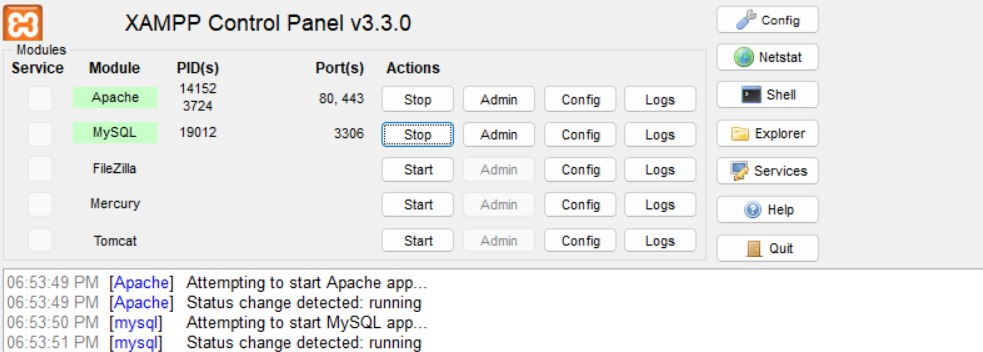 XAMPP Control Panel v3.3.0
Config
Modules
Service Module PID(s) Port(s) Actions
Netstat
Apache 14152 3724 80, 443 Stop Admin Config Logs
Shell
MySQL 19012 3306 Stop Admin Config Logs
Explorer
FileZilla Start Admin Config Logs
Services
Mercury Start Admin Config Logs
Help
Tomcat Start Admin Config Logs
Quit
06:53:49 PM [Apache] Attempting to start Apache app...
06:53:49 PM [Apache] Status change detected: running
06:53:50 PM [mysql] Attempting to start MySQL app...
06:53:51 PM [mysql] Status change detected: running